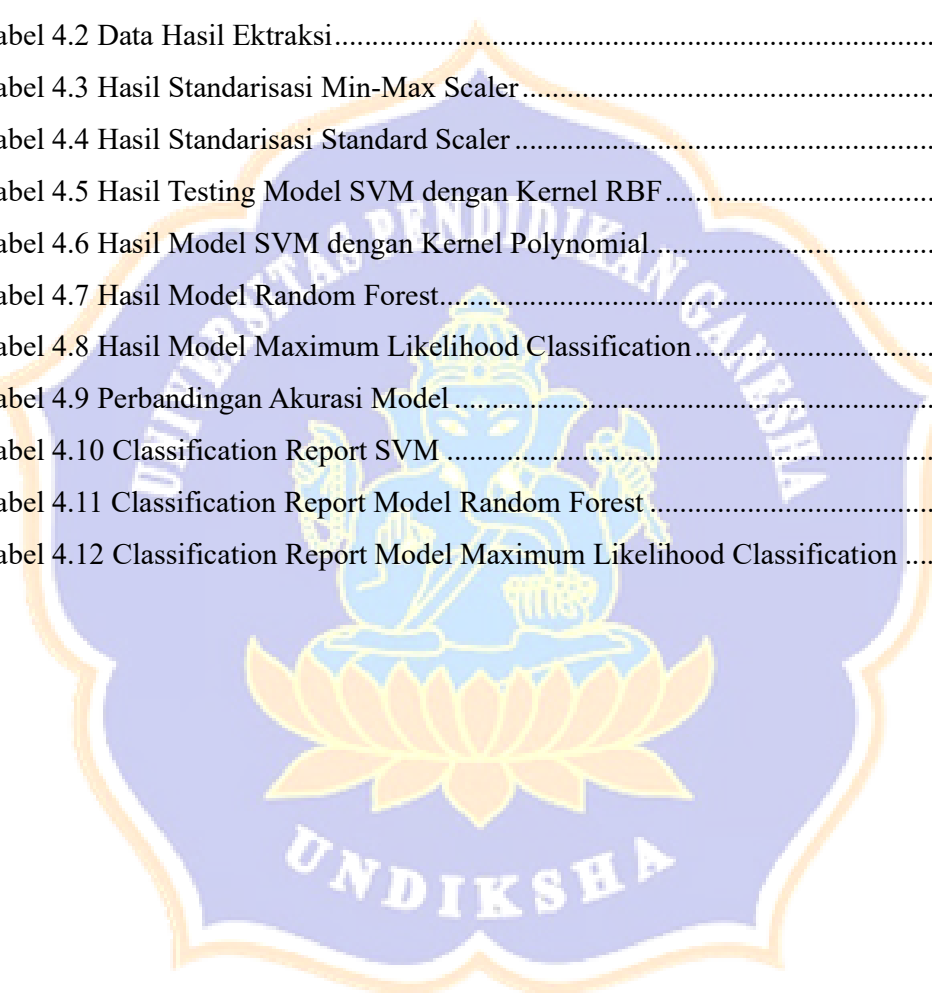 abel 4.2 Data Hasil Ektraksi........................................................................
abel 4.3 Hasil Standarisasi Min-Max Scaler.......................................................
abel 4.4 Hasil Standarisasi Standard Scaler........................................................
abel 4.5 Hasil Testing Model SVM dengan Kernel RBF....................................
abel 4.6 Hasil Model SVM dengan Kernel Polynomial......................................
abel 4.7 Hasil Model Random Forest..................................................................
abel 4.8 Hasil Model Maximum Likelihood Classification................................
abel 4.9 Perbandingan Akurasi Model................................................................
abel 4.10 Classification Report SVM.................................................................
abel 4.11 Classification Report Model Random Forest......................................
abel 4.12 Classification Report Model Maximum Likelihood Classification ....
UNIVERSITAS PENDIDIKAN GANESHA
UNDIKSHA